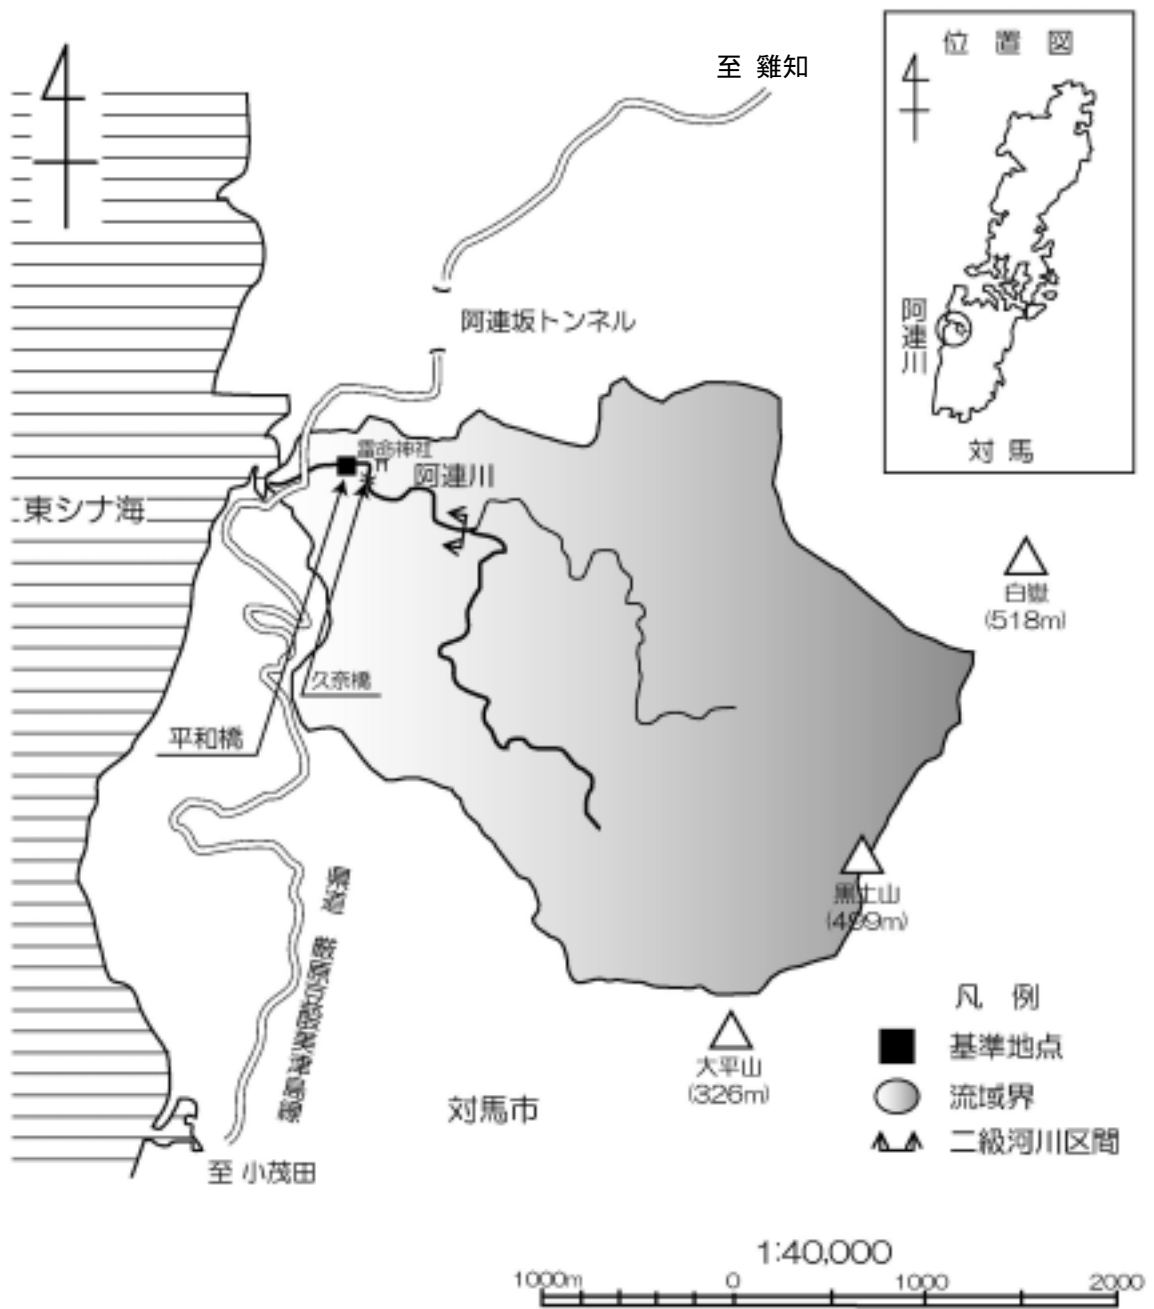 至 雞知
位 置 図
阿連川
対 馬
阿連坂トンネル
雷命神社
阿連川
東シナ海
白嶽
(518m)
久奈橋
平和橋
黒土山
(499m)
県道
大平山
(326m)
対馬市
至 小茂田
凡 例
基準地点
流域界
二級河川区間
1:40,000
1000m
0
1000
2000